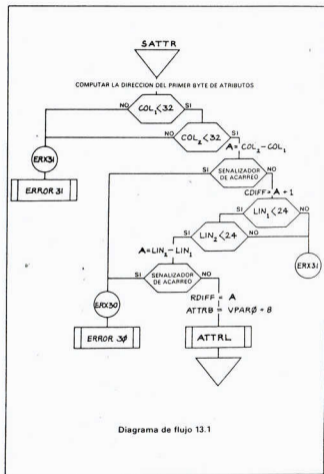 SATTR
COMPUTAR LA DIRECCION DEL PRIMER BYTE DE ATRIBUTOS
COL₁<32
NO
SI
COL₂<32
NO
SI
A=COL₂-COL₁
ERX31
ERROR 31
SENALIZADOR DE ACARREO
SI
NO
CDIFF=A+1
LIN₁<24
SI
NO
LIN₂<24
SI
NO
A=LIN₂-LIN₁
ERX31
SENALIZADOR DE ACARREO
SI
NO
ERX30
RDIFF = A
ATTRB = VPARØ + 8
ERROR 3Ø
ATTRL
Diagrama de flujo 13.1